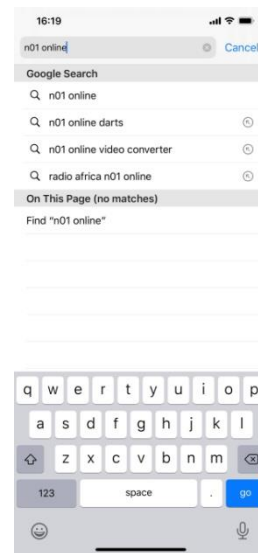 16:19
n01 online
Cancel
Google Search
n01 online
n01 online darts
n01 online video converter
radio africa n01 online
On This Page (no matches)
Find “n01 online”
q w e r t y u i o p
a s d f g h j k l
z x c v b n m
123 space . go